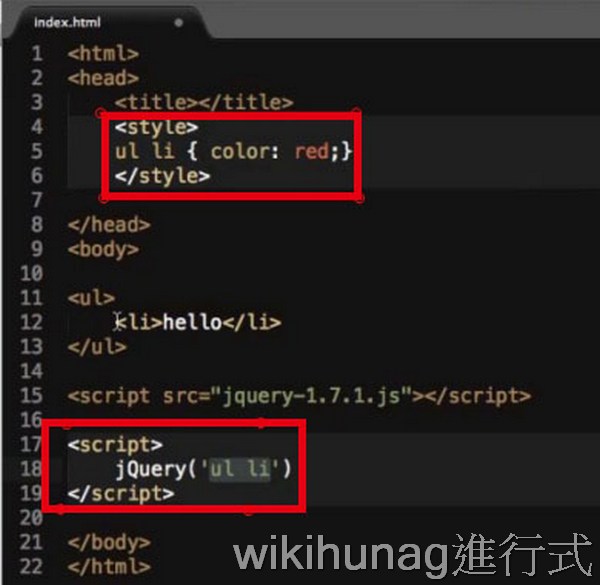 index.html
1 <html>
2 <head>
3 <title></title>
4 <style>
5 ul li { color: red;}
6 </style>
7
8 </head>
9 <body>
10
11 <ul>
12 <li>hello</li>
13 </ul>
14
15 <script src="jquery-1.7.1.js"></script>
16
17 <script>
18 jQuery('ul li')
19 </script>
20
21 </body>
22 </html>
wikihunag進行式